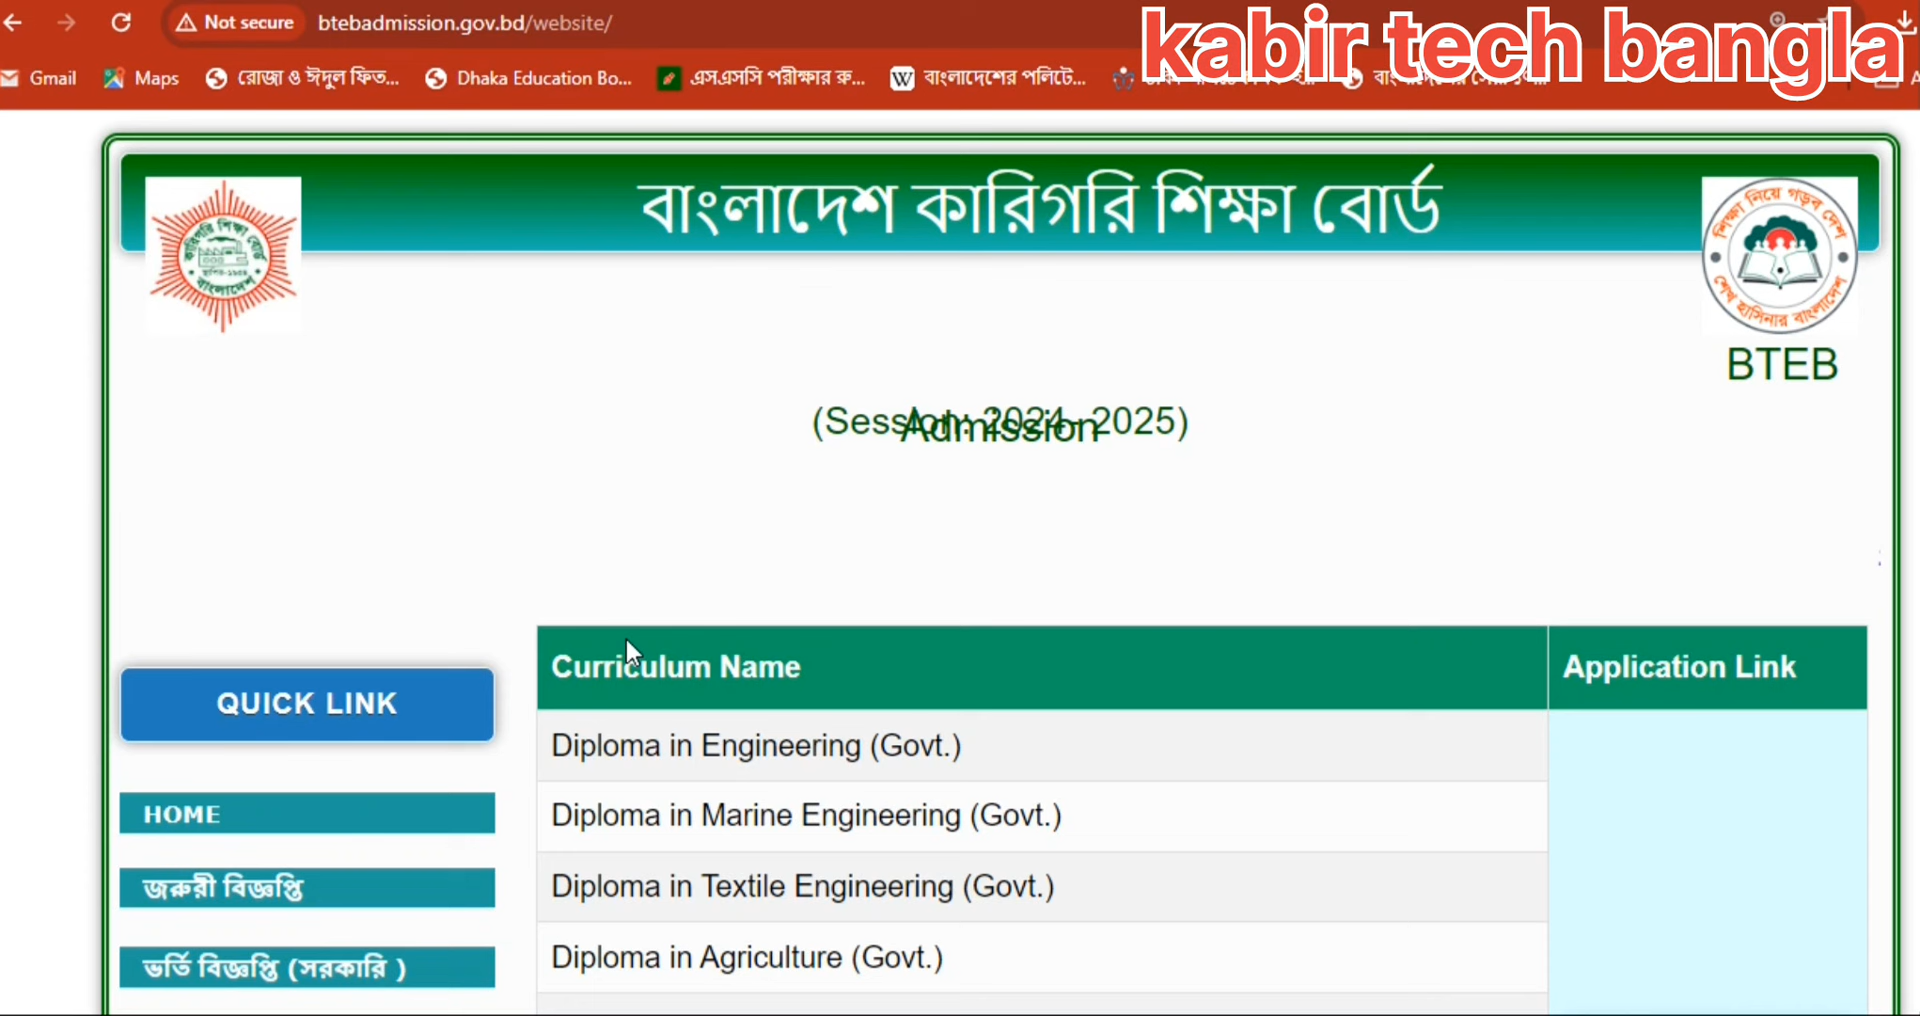 Not secure
btebadmission.gov.bd/website/
kabir tech bangla
Gmail
Maps
রোজা ও ঈদুল ফিত...
Dhaka Education Bo...
এসএসসি পরীক্ষার রু...
বাংলাদেশের পলিটে...
বাংলাদেশ কারিগরি শিক্ষা বোর্ড
কারিগরি শিক্ষা বোর্ড
বাংলাদেশ
শিক্ষা নিয়ে গড়ব দেশ
শেখ হাসিনার বাংলাদেশ
BTEB
(Session: 2024- 2025)
Admission
Curriculum Name
Application Link
QUICK LINK
Diploma in Engineering (Govt.)
HOME
Diploma in Marine Engineering (Govt.)
জরুরী বিজ্ঞপ্তি
Diploma in Textile Engineering (Govt.)
ভর্তি বিজ্ঞপ্তি (সরকারি )
Diploma in Agriculture (Govt.)